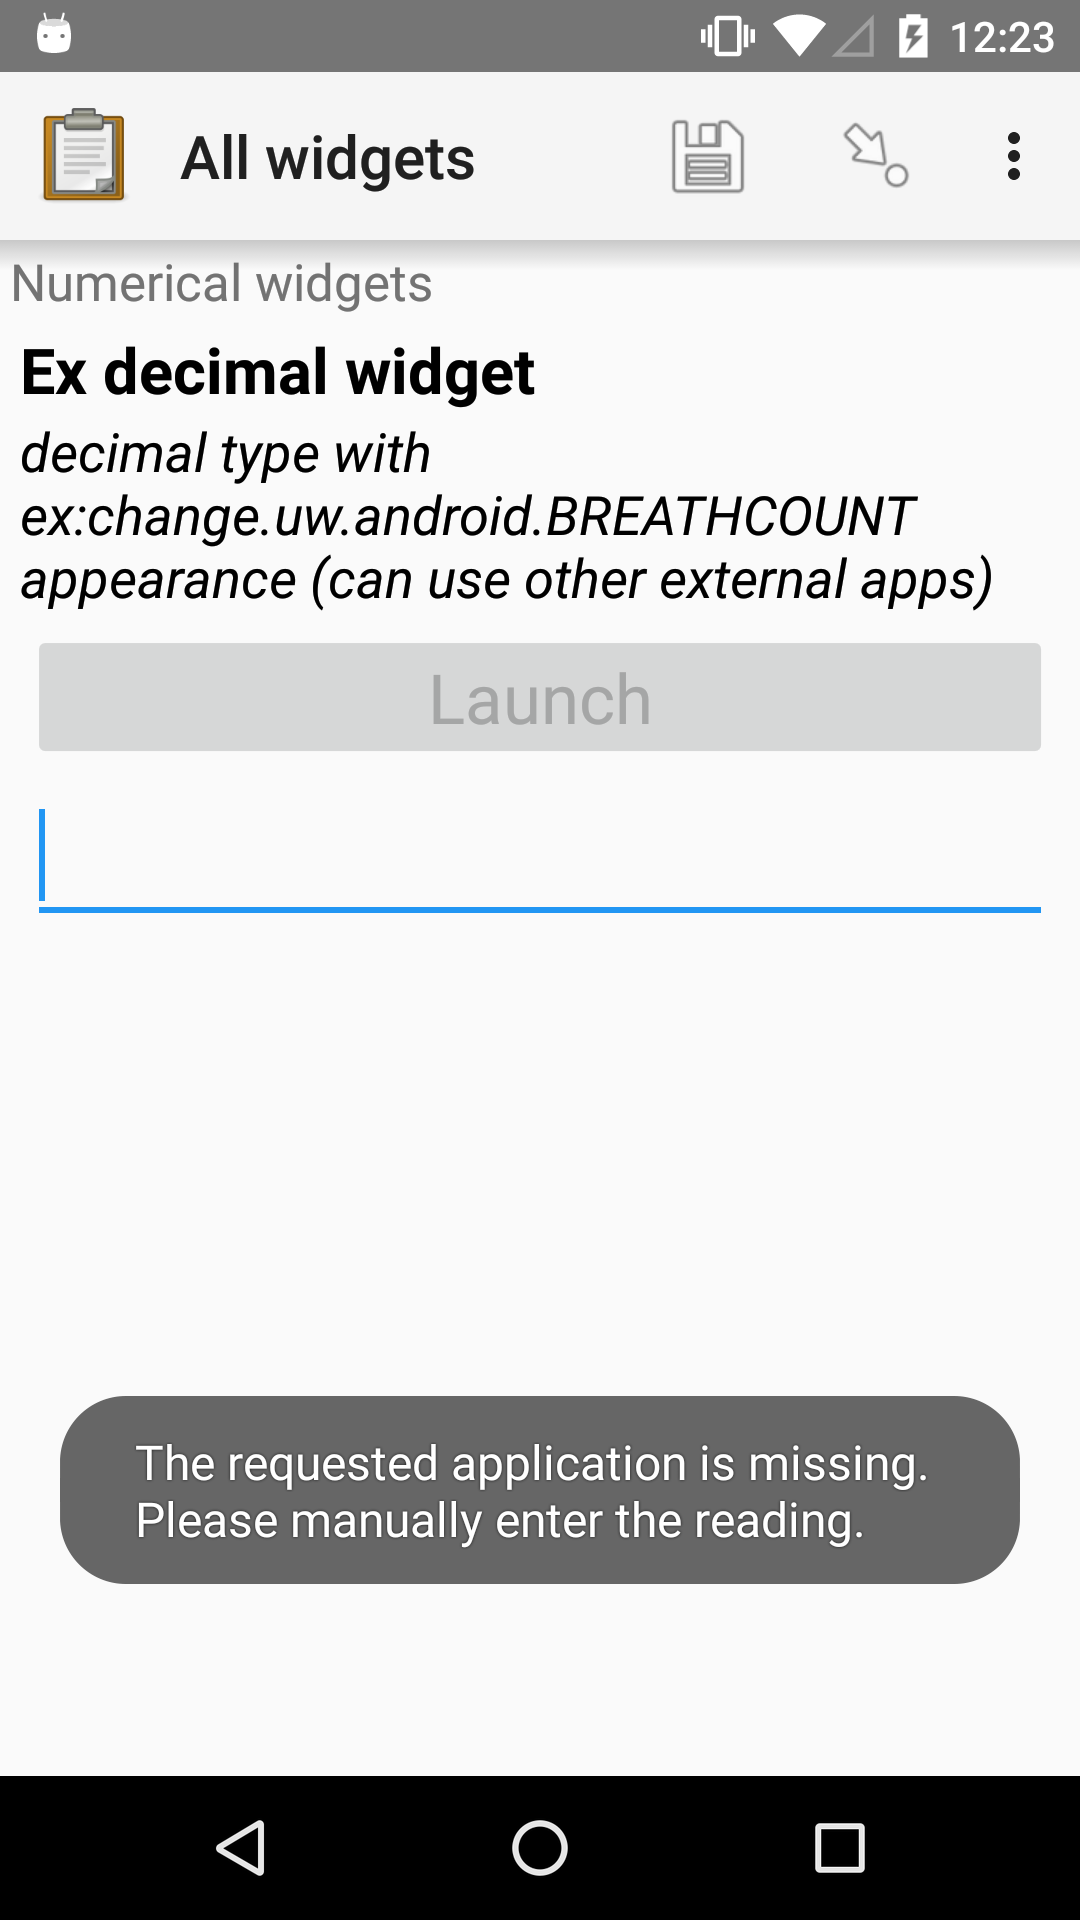 12:23
All widgets
Numerical widgets
Ex decimal widget
decimal type with
ex:change.uw.android.BREATHCOUNT
appearance (can use other external apps)
Launch
The requested application is missing.
Please manually enter the reading.